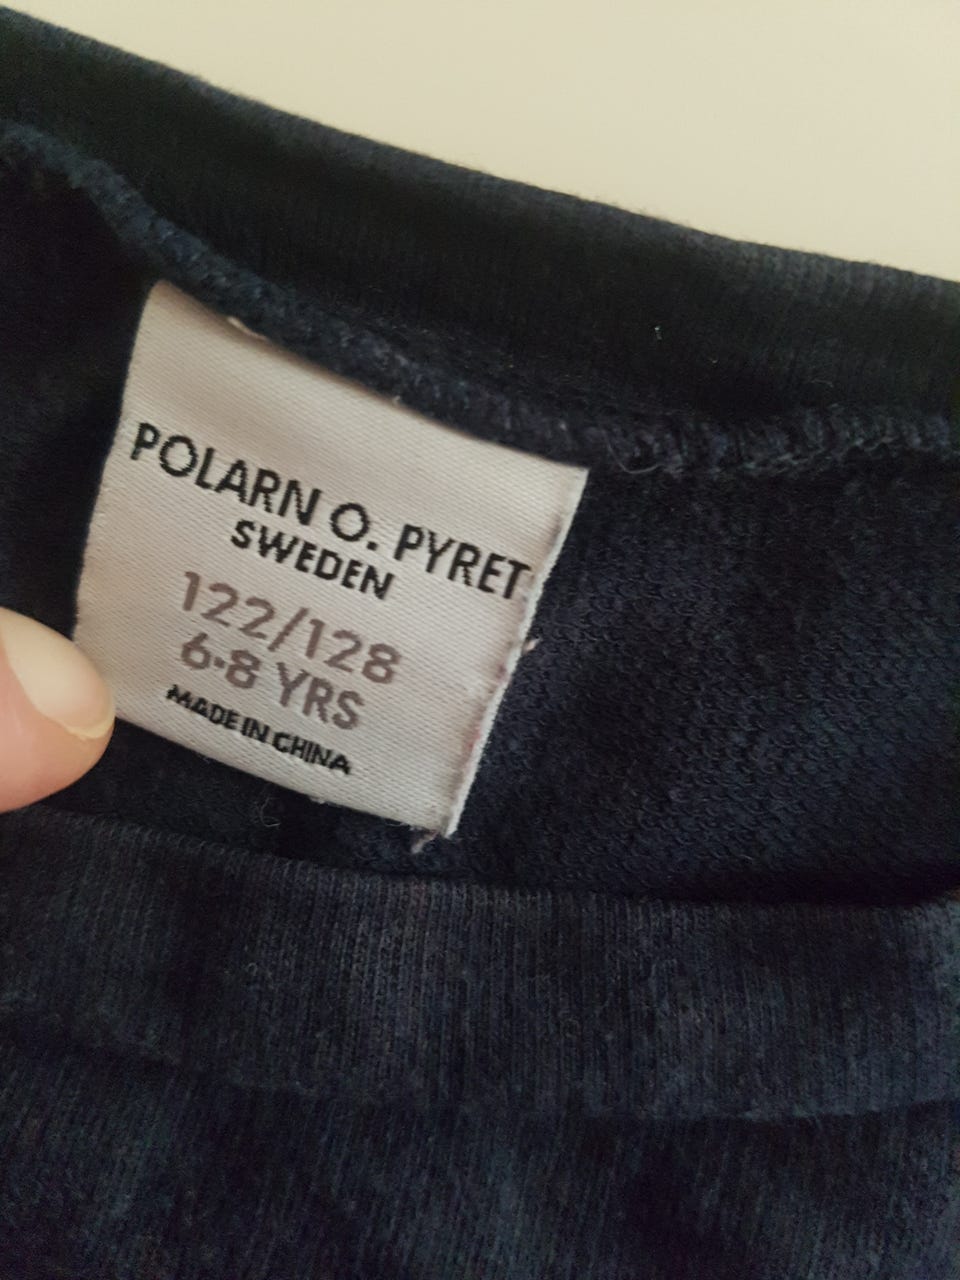 POLARN O. PYRET
SWEDEN
122/128
6-8 YRS
MADE IN CHINA